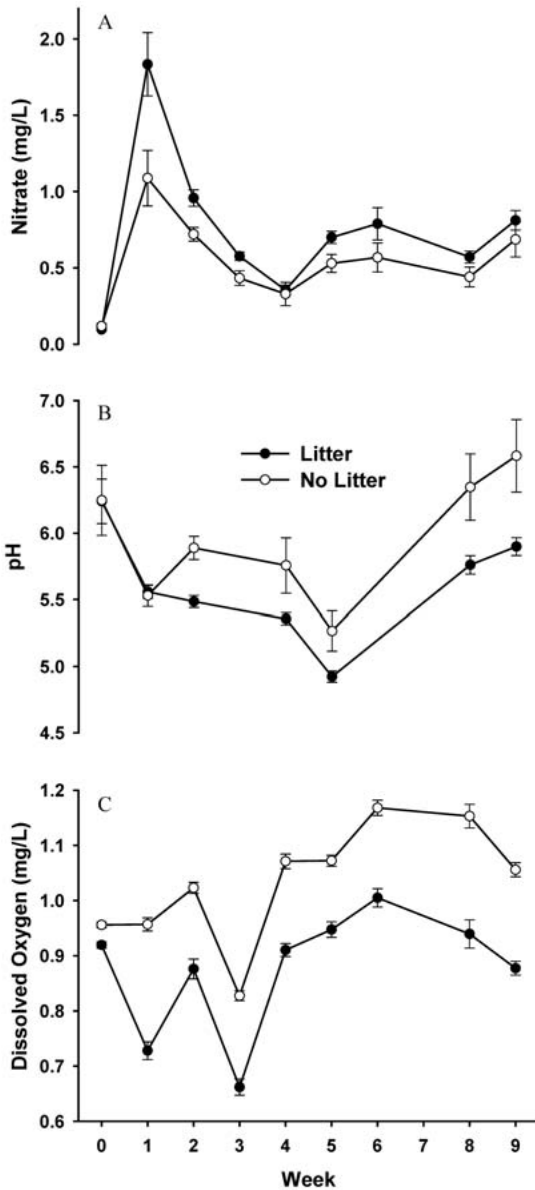 A
2.0
1.5
1.0
0.5
0.0
Nitrate (mg/L)
B
7.0
6.5
6.0
5.5
5.0
4.5
pH
Litter
No Litter
C
1.2
1.1
1.0
0.9
0.8
0.7
0.6
Dissolved Oxygen (mg/L)
0 1 2 3 4 5 6 7 8 9
Week